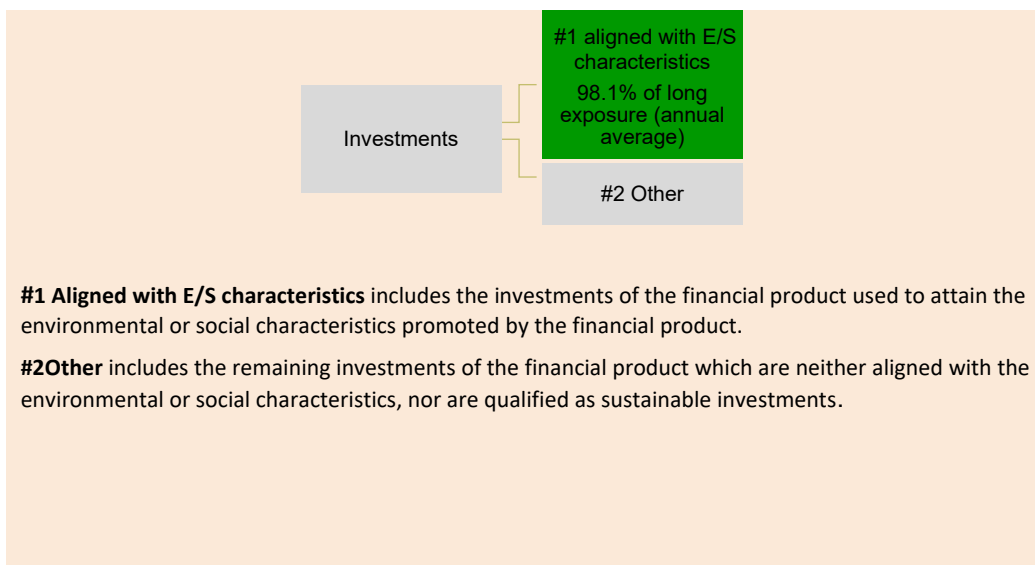 #1 aligned with E/S
characteristics
98.1% of long
exposure (annual
average)
Investments
#2 Other
#1 Aligned with E/S characteristics includes the investments of the financial product used to attain the
environmental or social characteristics promoted by the financial product.
#2Other includes the remaining investments of the financial product which are neither aligned with the
environmental or social characteristics, nor are qualified as sustainable investments.